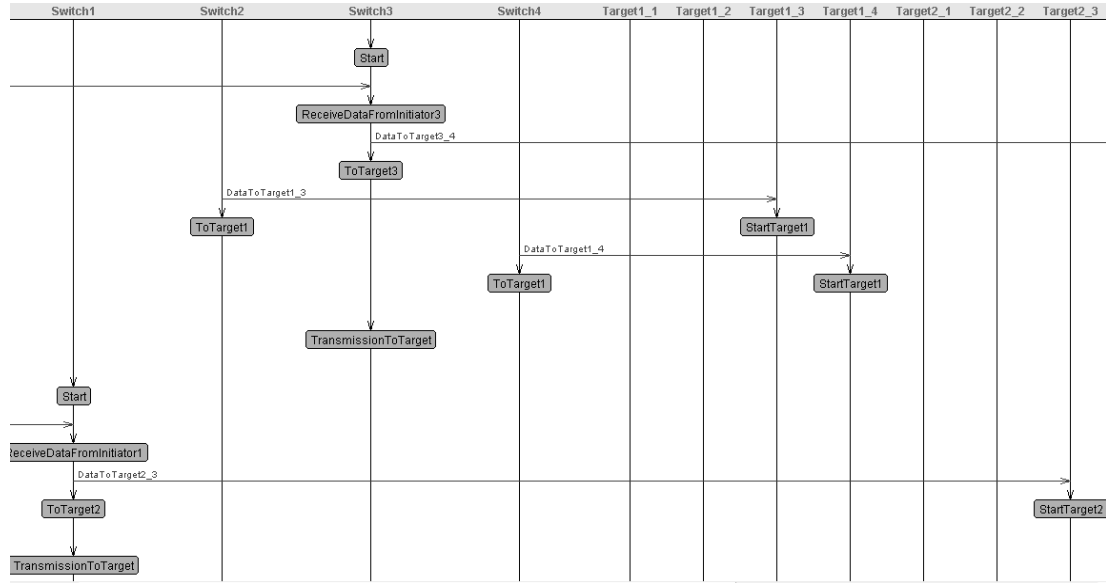 Switch1 Switch2 Switch3 Switch4 Target1_1 Target1_2 Target1_3 Target1_4 Target2_1 Target2_2 Target2_3
Start
ReceiveDataFromInitiator3
DataToTarget3_4
ToTarget3
DataToTarget1_3
ToTarget1 StartTarget1
DataToTarget1_4
ToTarget1 StartTarget1
TransmissionToTarget
Start
ReceiveDataFromInitiator1
DataToTarget2_3
ToTarget2 StartTarget2
TransmissionToTarget